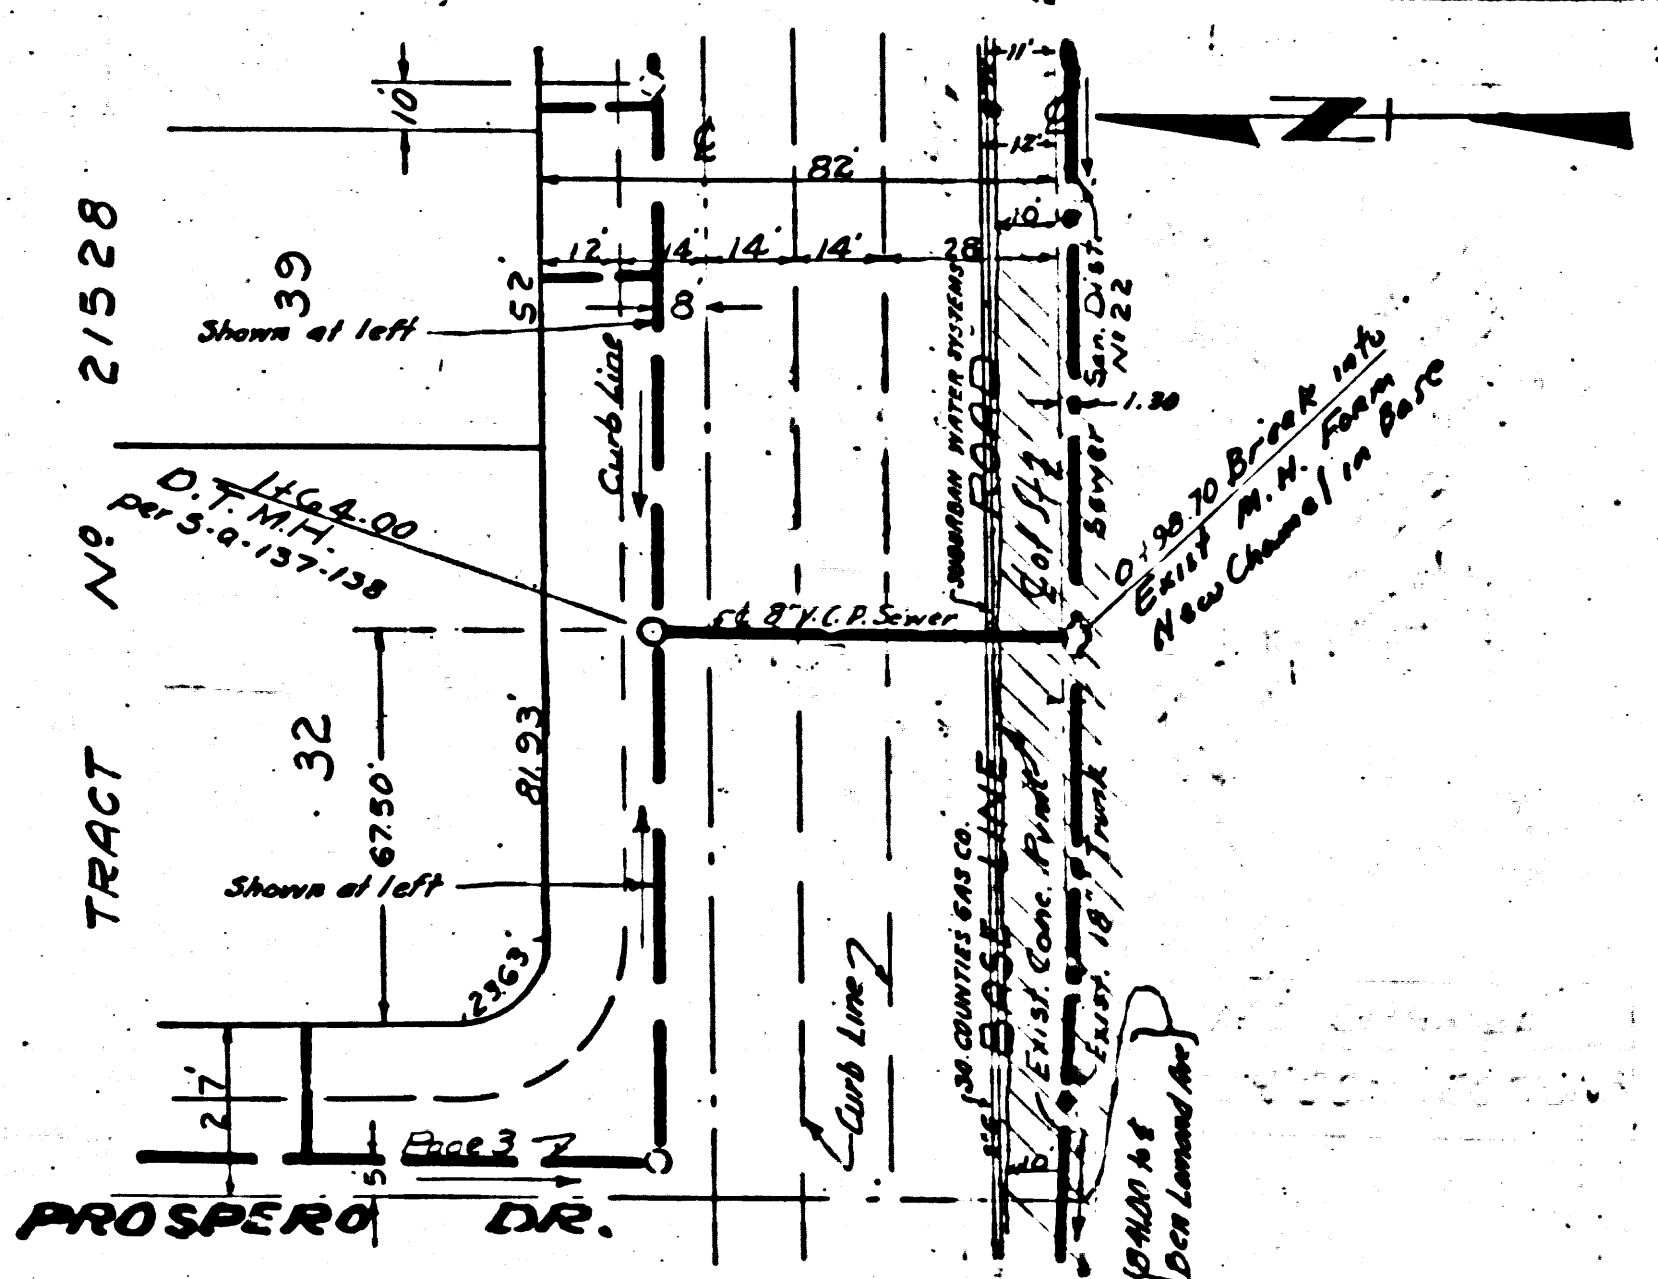 11'
10'
12'
82'
10'
12'
14'
14'
14'
28
8'
52
39
Shown at left
Curb Line
SUBURBAN WATER SYSTEMS
ROAD
San. Dist.
Nº 22
1.30
Sewer
1+64.00
D.T. M.H.
per S-a-137-138
0+98.70 Break into
Exist M.H. Form
New Channel in Base
8" V.C.P. Sewer
TRACT Nº 21528
32
67.50'
81.93'
Shown at left
23.63'
27'
5'
Page 3
Curb Line
SO. COUNTIES GAS CO.
BASE LINE
Exist. Conc. Pvmt
Exist. 18" Trunk
Ben Lomond Ave
PROSPERO DR.